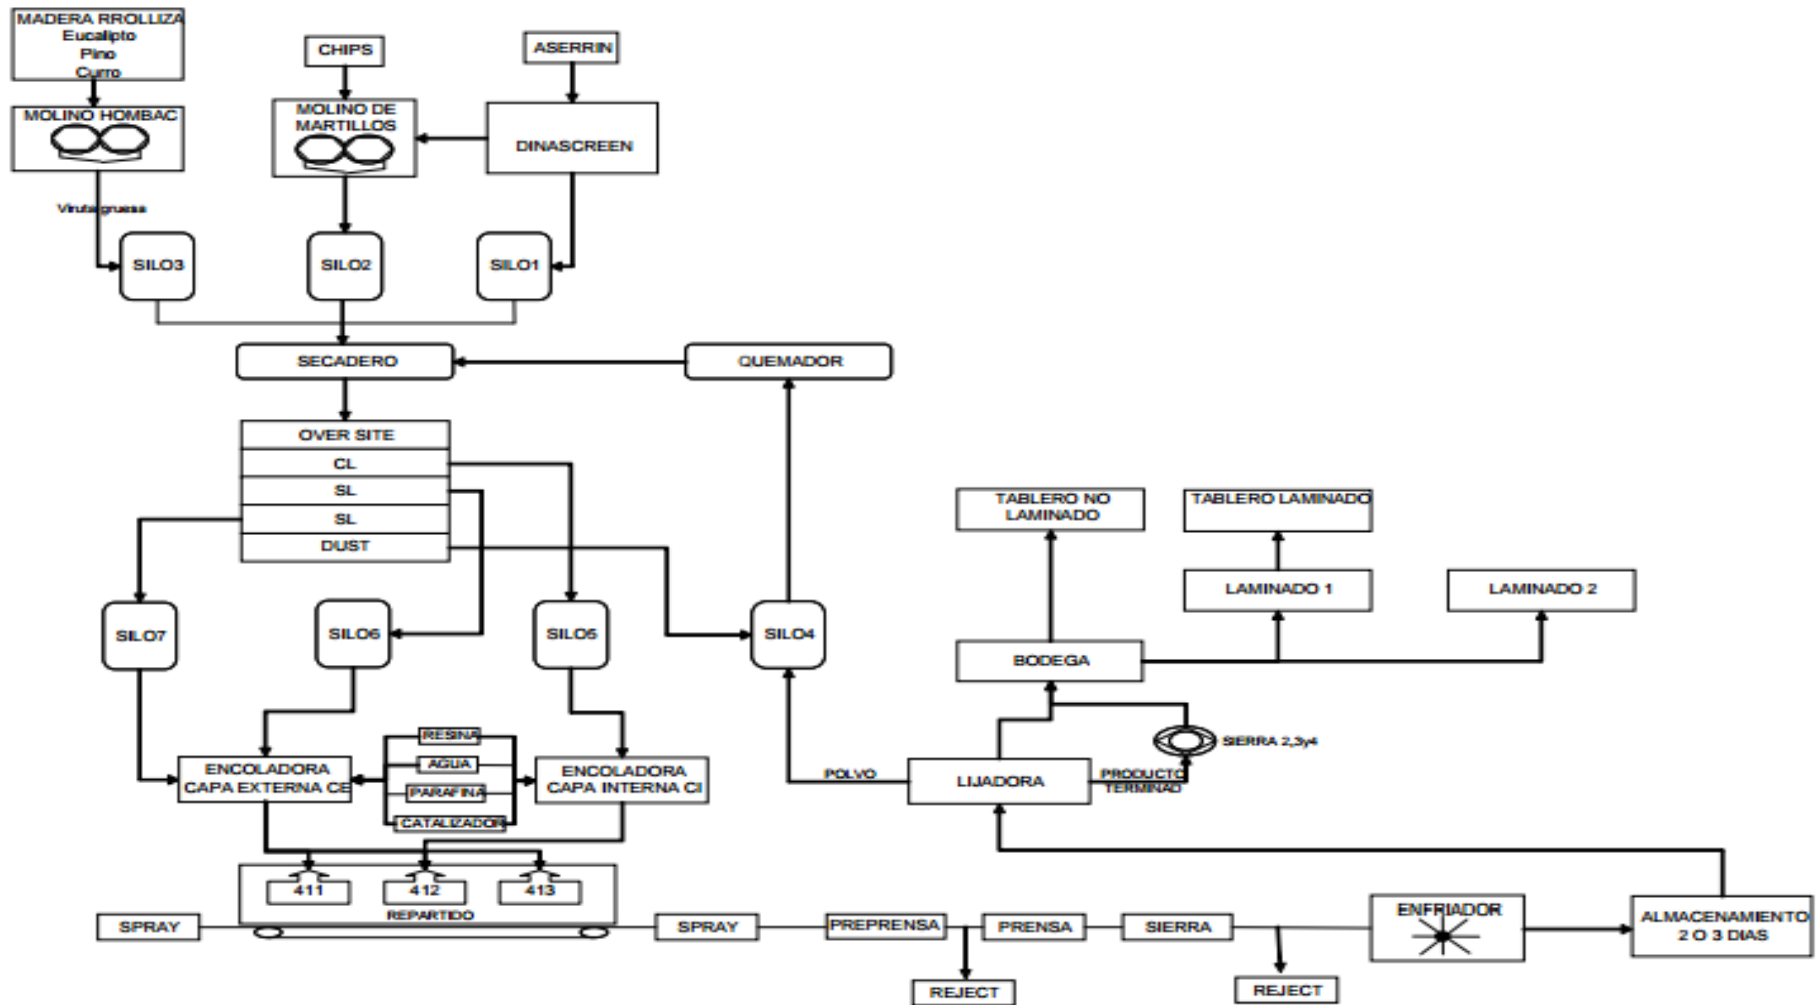 MADERA RROLLIZA
Eucalipto
Pino
Curro
CHIPS
ASERRIN
MOLINO HOMBAC
MOLINO DE
MARTILLOS
DINASCREEN
Viruta gruesa
SILO3
SILO2
SILO1
SECADERO
QUEMADOR
OVER SITE
CL
SL
SL
DUST
TABLERO NO
LAMINADO
TABLERO LAMINADO
LAMINADO 1
LAMINADO 2
SILO7
SILO6
SILO5
SILO4
BODEGA
RESINA
AGUA
PARAFINA
CATALIZADOR
ENCOLADORA
CAPA EXTERNA CE
ENCOLADORA
CAPA INTERNA CI
POLVO
LIJADORA
PRODUCTO
TERMINAD
SIERRA 2,3y4
411
412
413
REPARTIDO
SPRAY
SPRAY
PREPRENSA
PRENSA
SIERRA
ENFRIADOR
ALMACENAMIENTO
2 O 3 DIAS
REJECT
REJECT